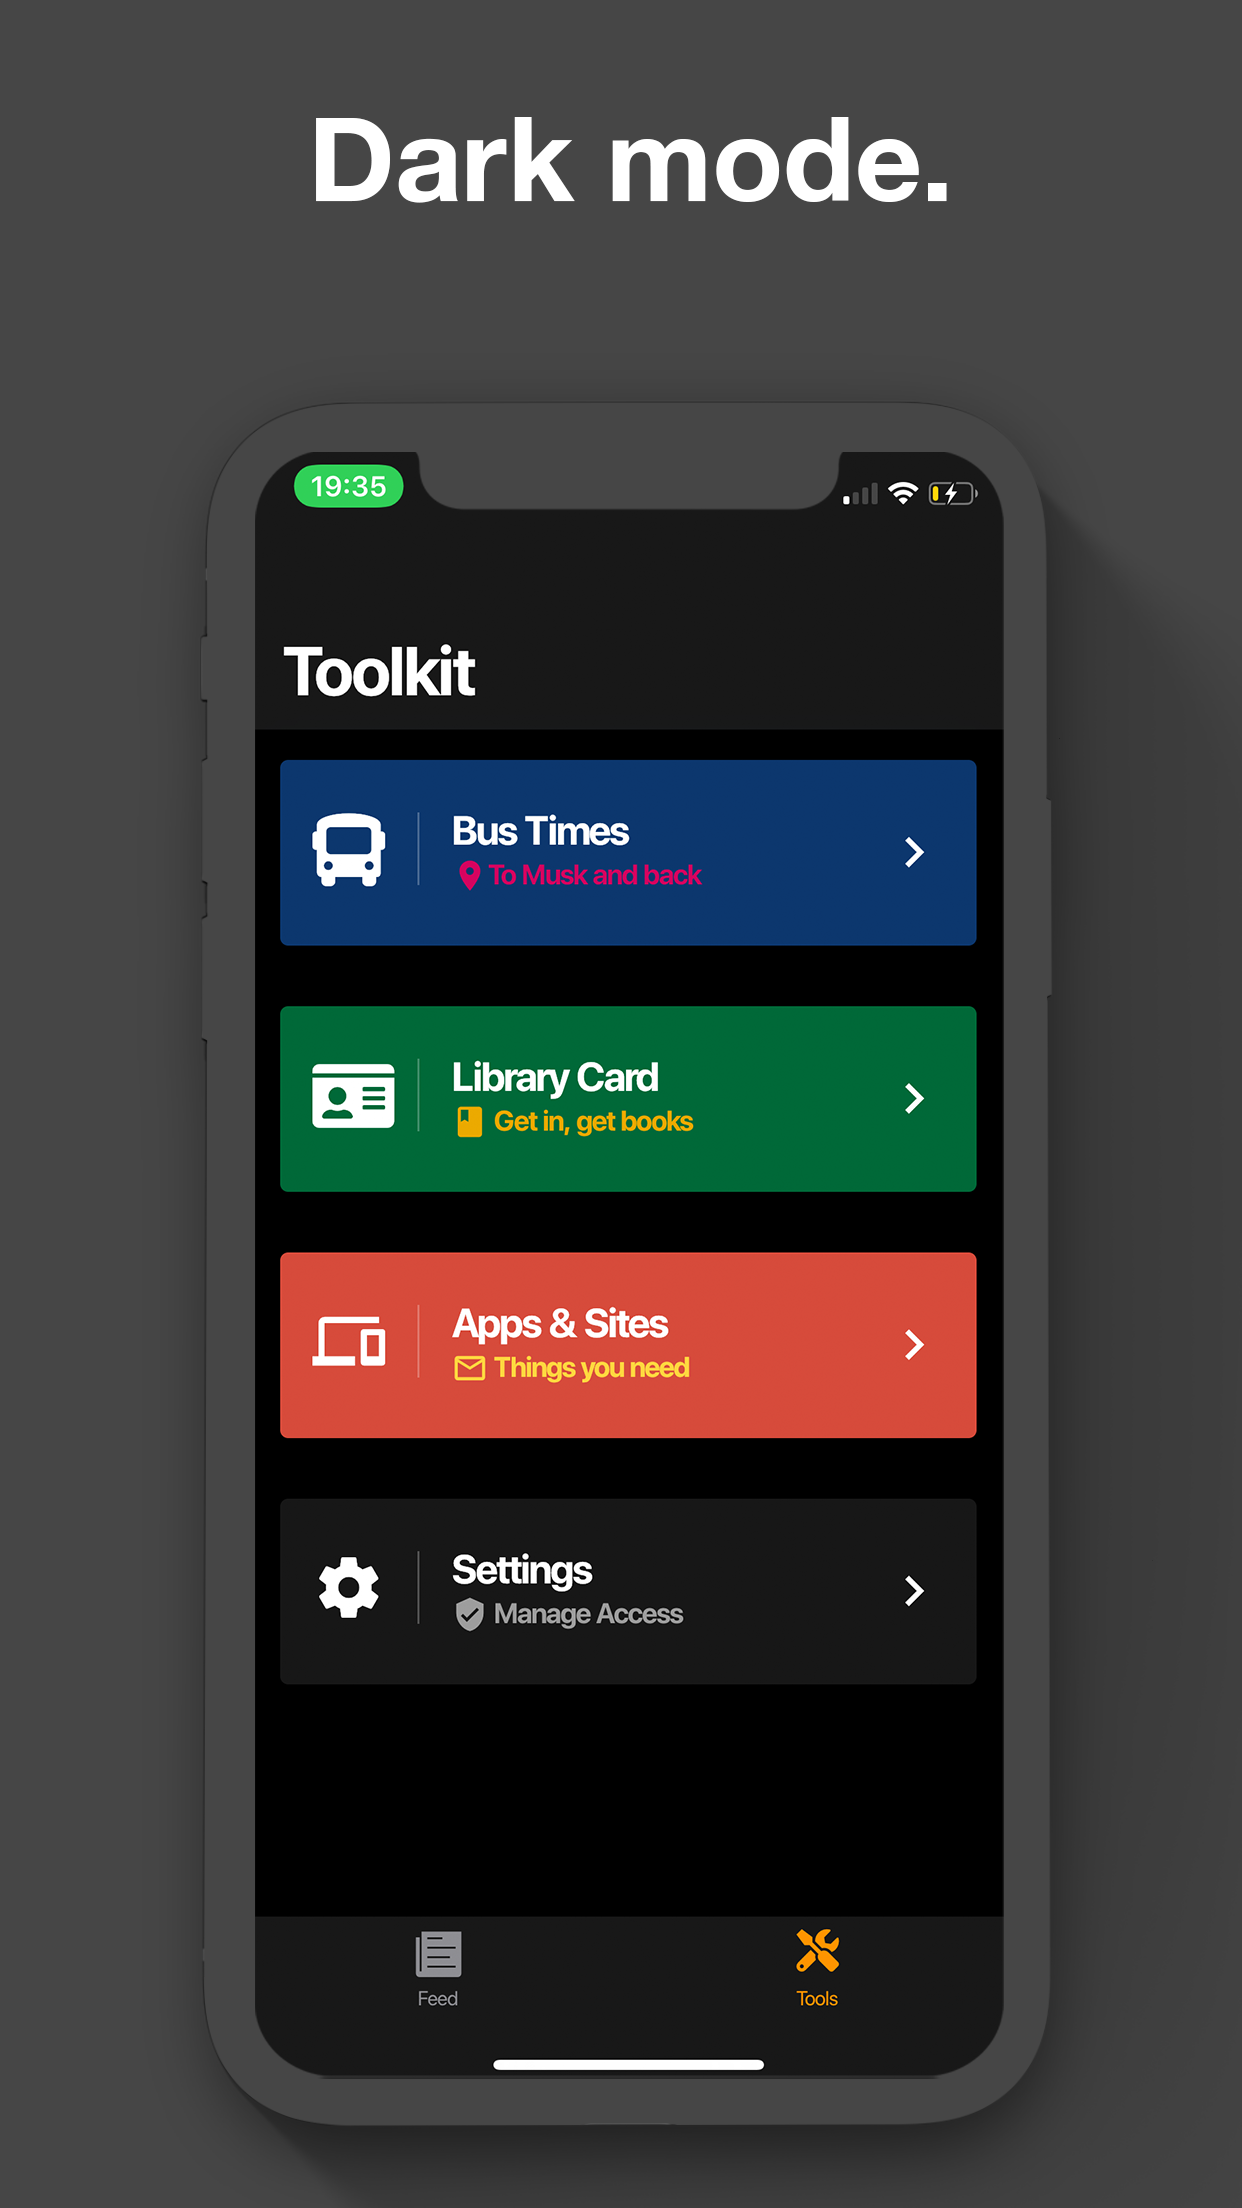 Dark mode.
19:35
Toolkit
Bus Times
To Musk and back
Library Card
Get in, get books
Apps & Sites
Things you need
Settings
Manage Access
Feed
Tools